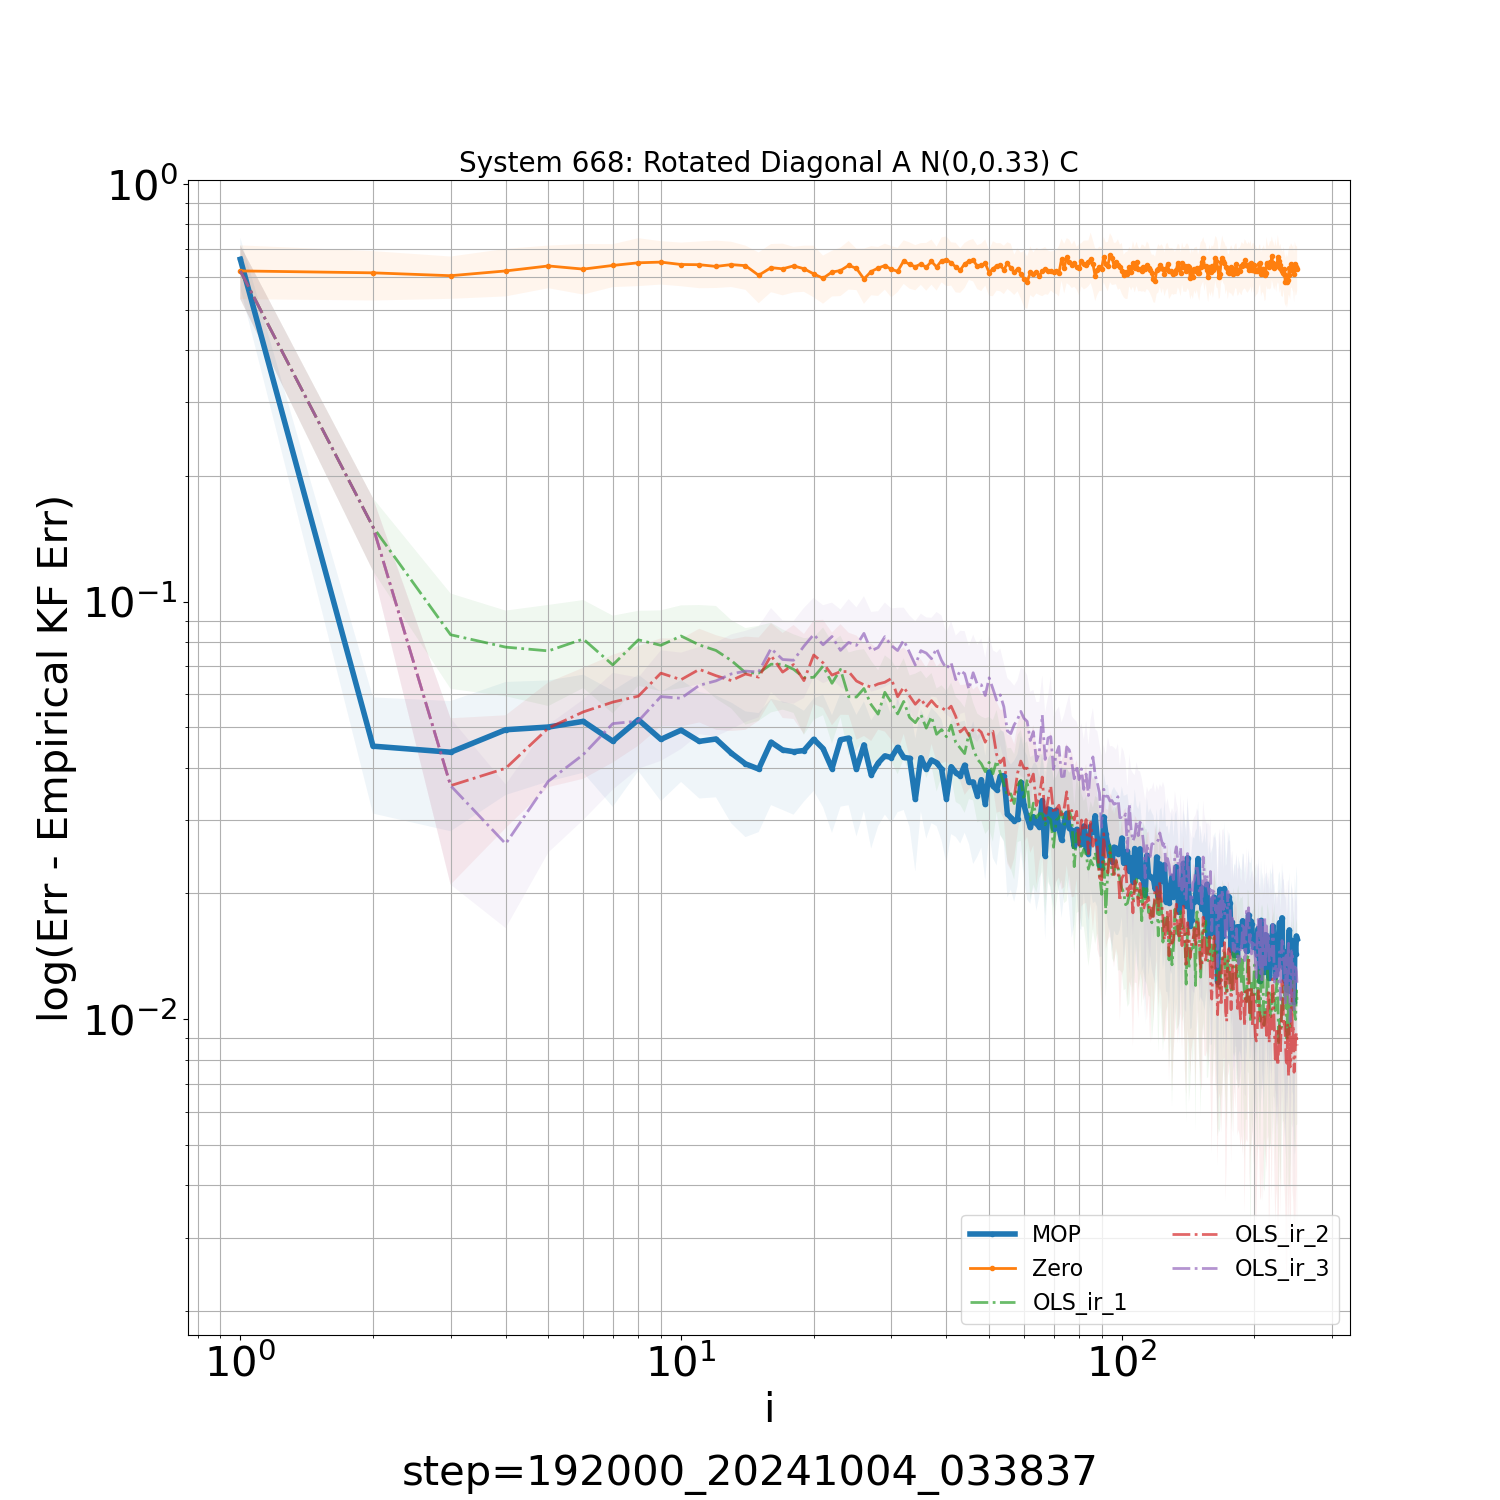 System 668: Rotated Diagonal A N(0,0.33) C
log(Err - Empirical KF Err)
10⁰
10⁻¹
10⁻²
10⁰ 10¹ 10²
i
MOP
Zero
OLS_ir_1
OLS_ir_2
OLS_ir_3
step=192000_20241004_033837